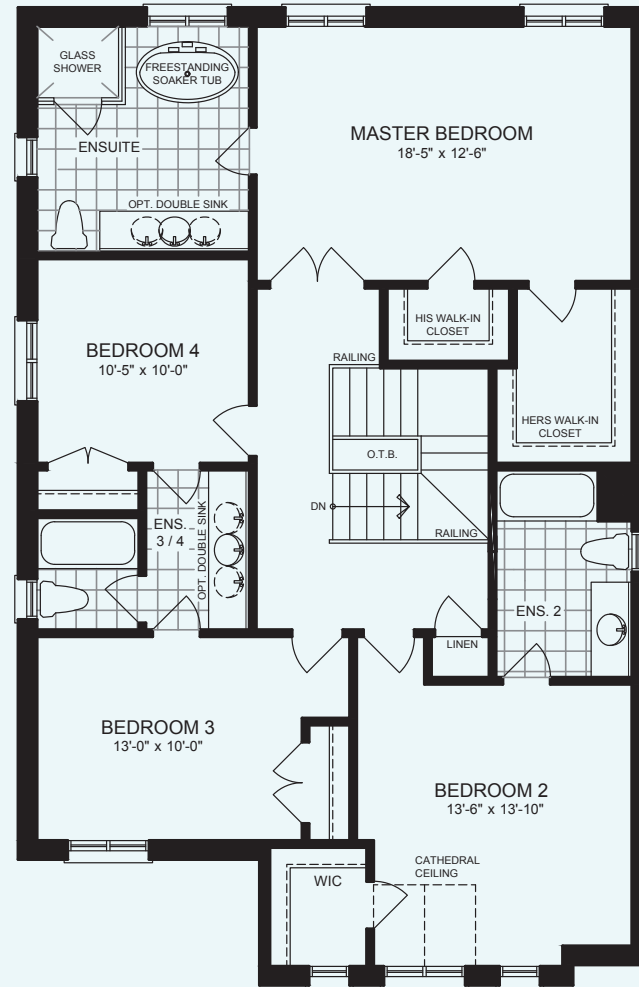 GLASS
SHOWER
FREESTANDING
SOAKER TUB
ENSUITE
OPT. DOUBLE SINK
MASTER BEDROOM
18'-5" x 12'-6"
HIS WALK-IN
CLOSET
HERS WALK-IN
CLOSET
BEDROOM 4
10'-5" x 10'-0"
RAILING
O.T.B.
DN
RAILING
ENS.
3 / 4
OPT. DOUBLE SINK
ENS. 2
LINEN
BEDROOM 3
13'-0" x 10'-0"
BEDROOM 2
13'-6" x 13'-10"
CATHEDRAL
CEILING
WIC